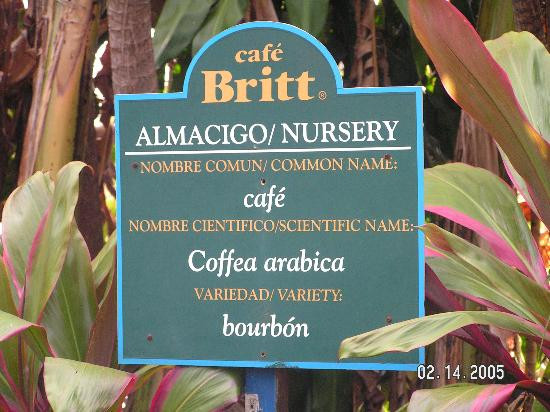 café
Britt®
ALMACIGO/ NURSERY
NOMBRE COMUN/ COMMON NAME:
café
NOMBRE CIENTIFICO/SCIENTIFIC NAME:
Coffea arabica
VARIEDAD/ VARIETY:
bourbón
02.14.2005